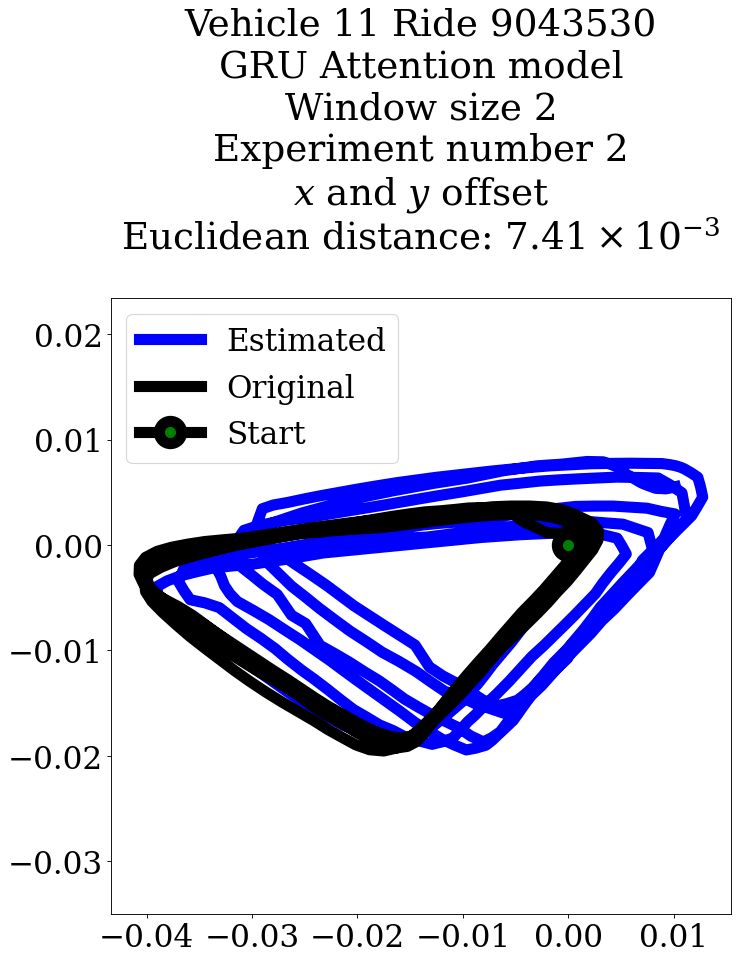 Vehicle 11 Ride 9043530
GRU Attention model
Window size 2
Experiment number 2
x and y offset
Euclidean distance: 7.41 × 10⁻³
Estimated
Original
Start
0.02
0.01
0.00
−0.01
−0.02
−0.03
−0.04 −0.03 −0.02 −0.01 0.00 0.01